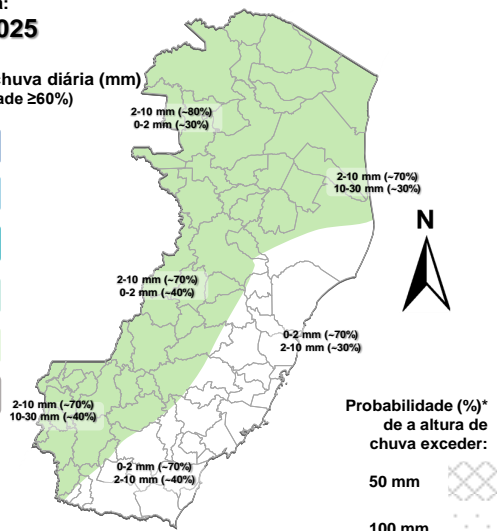 025
chuva diária (mm)
ade ≥60%)
2-10 mm (~80%)
0-2 mm (~30%)
2-10 mm (~70%)
10-30 mm (~30%)
N
2-10 mm (~70%)
0-2 mm (~40%)
0-2 mm (~70%)
2-10 mm (~30%)
2-10 mm (~70%)
10-30 mm (~40%)
Probabilidade (%)*
de a altura de
chuva exceder:
0-2 mm (~70%)
2-10 mm (~40%)
50 mm
100 mm